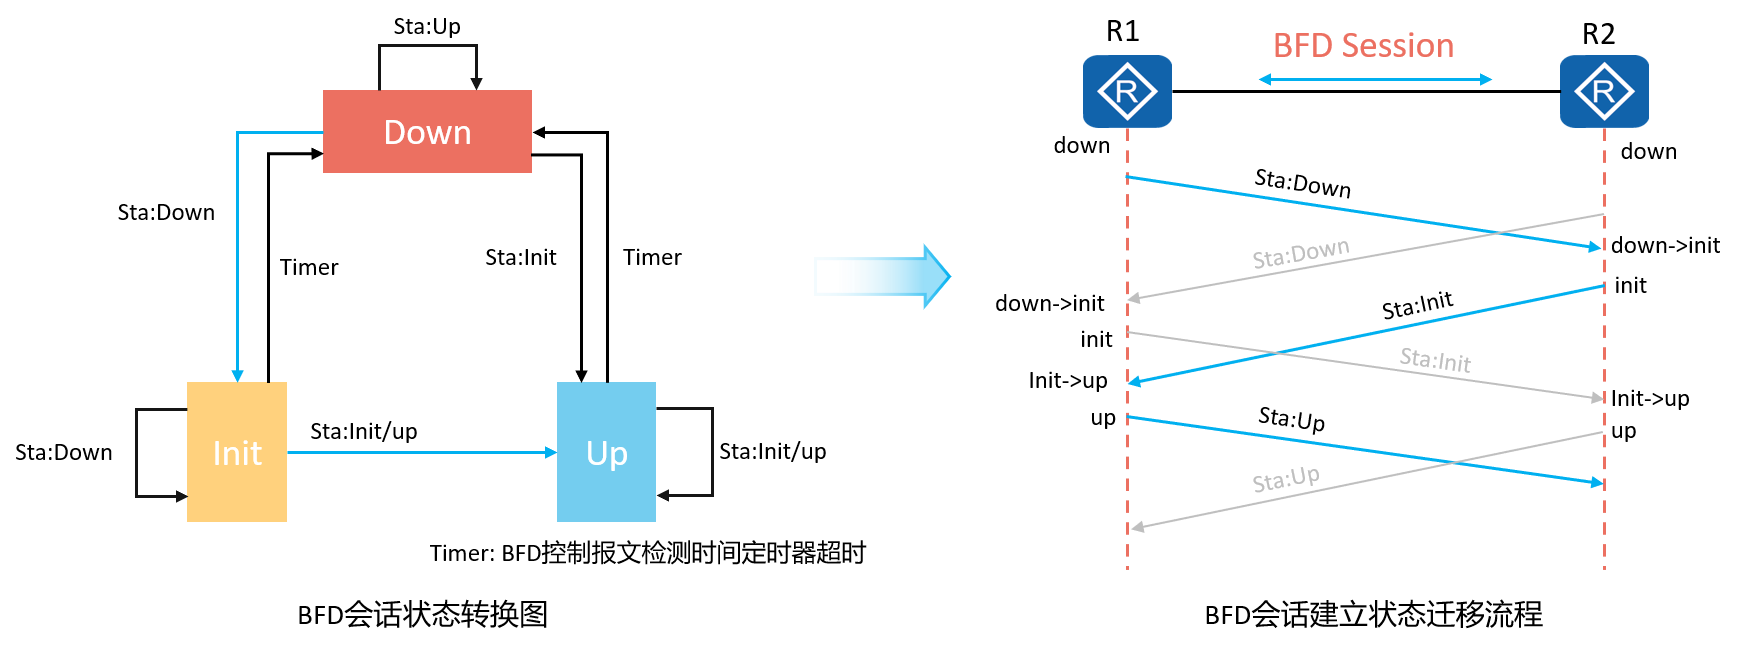 Sta:Up
Down
Sta:Down
Timer
Sta:Init
Timer
Sta:Down
Init
Sta:Init/up
Up
Sta:Init/up
Timer: BFD控制报文检测时间定时器超时
BFD会话状态转换图
R1
BFD Session
R2
R
R
down
down
Sta:Down
Sta:Down
down->init
init
down->init
Sta:Init
init
Sta:Init
Init->up
Init->up
up
Sta:Up
up
Sta:Up
BFD会话建立状态迁移流程